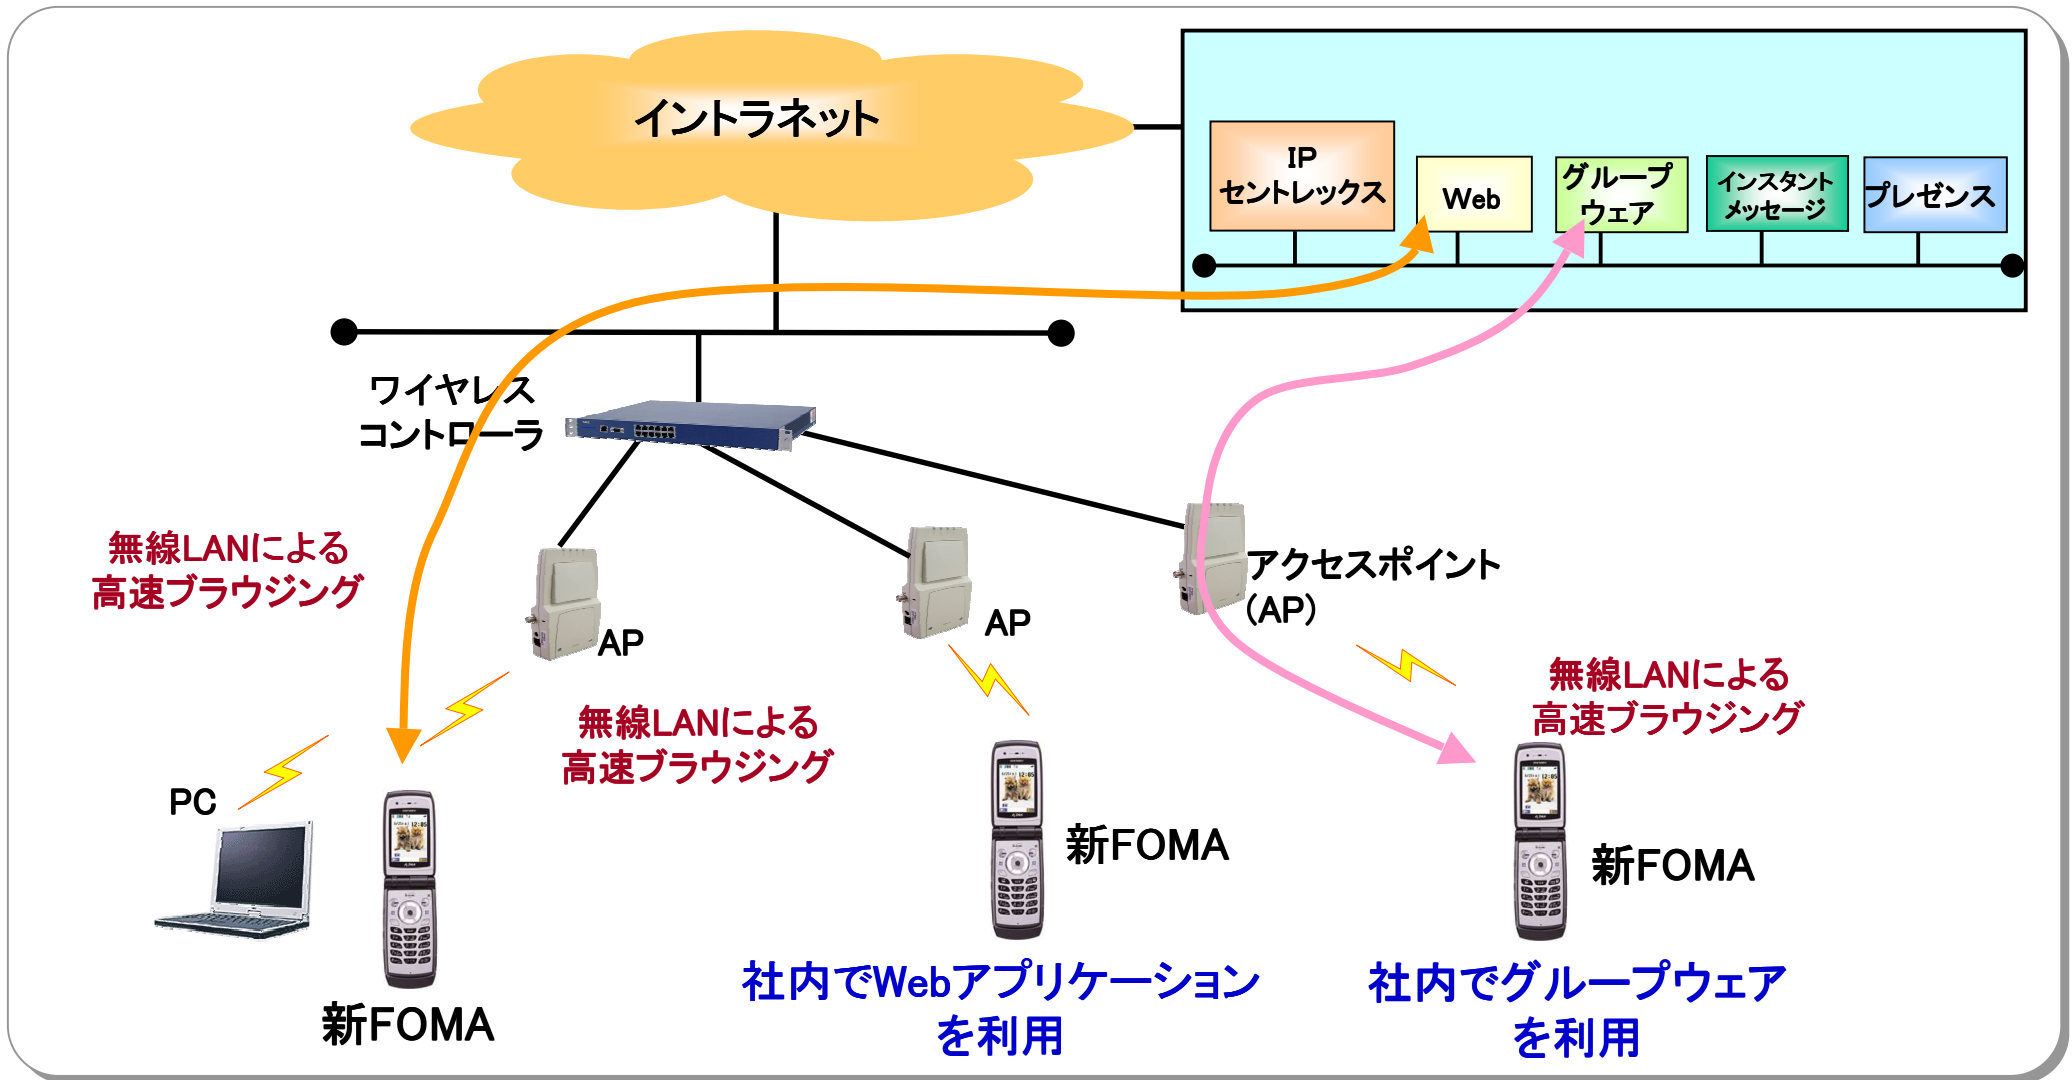 イントラネット
IP
セントレックス
Web
グループ
ウェア
インスタント
メッセージ
プレゼンス
ワイヤレス
コントローラ
無線LANによる
高速ブラウジング
AP
AP
アクセスポイント
(AP)
無線LANによる
高速ブラウジング
無線LANによる
高速ブラウジング
PC
新FOMA
新FOMA
新FOMA
社内でWebアプリケーション
を利用
社内でグループウェア
を利用